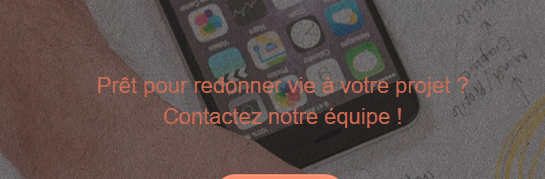 Prêt pour redonner vie à votre projet ?
Contactez notre équipe !